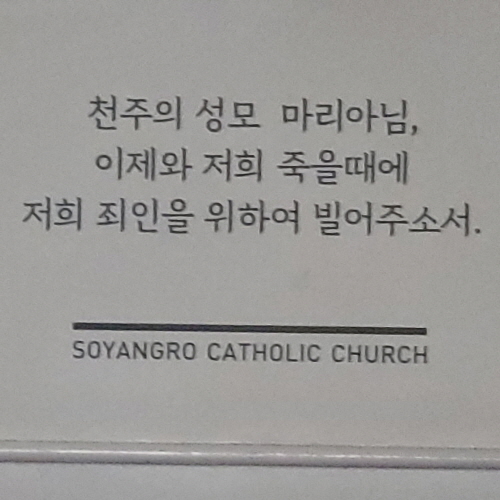 천주의 성모 마리아님,
이제와 저희 죽을때에
저희 죄인을 위하여 빌어주소서.
SOYANGRO CATHOLIC CHURCH